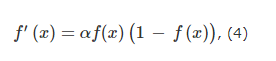 f′ (x) = αf(x) (1 − f(x)), (4)